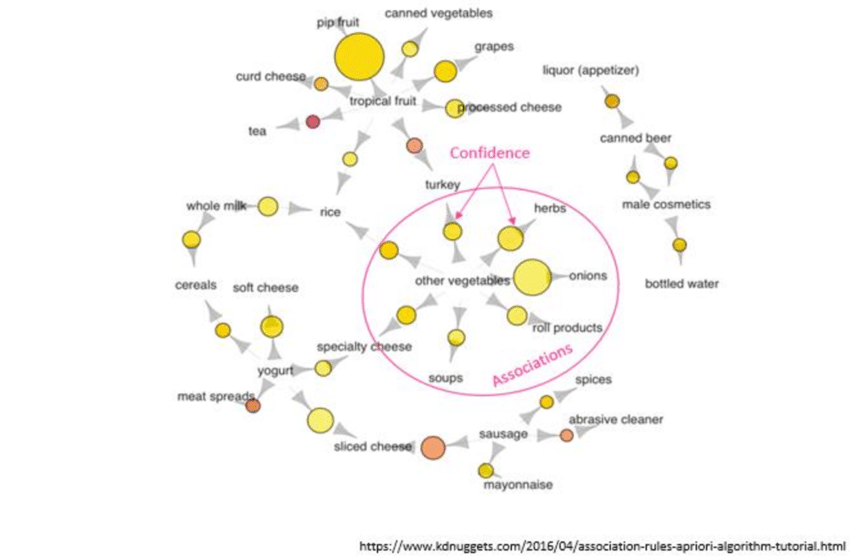 canned vegetables
pip fruit
grapes
liquor (appetizer)
curd cheese
tropical fruit
processed cheese
tea
canned beer
Confidence
turkey
whole milk
rice
herbs
male cosmetics
other vegetables
onions
cereals
soft cheese
bottled water
roll products
specialty cheese
Associations
yogurt
soups
spices
meat spreads
abrasive cleaner
sliced cheese
sausage
mayonnaise
https://www.kdnuggets.com/2016/04/association-rules-apriori-algorithm-tutorial.html